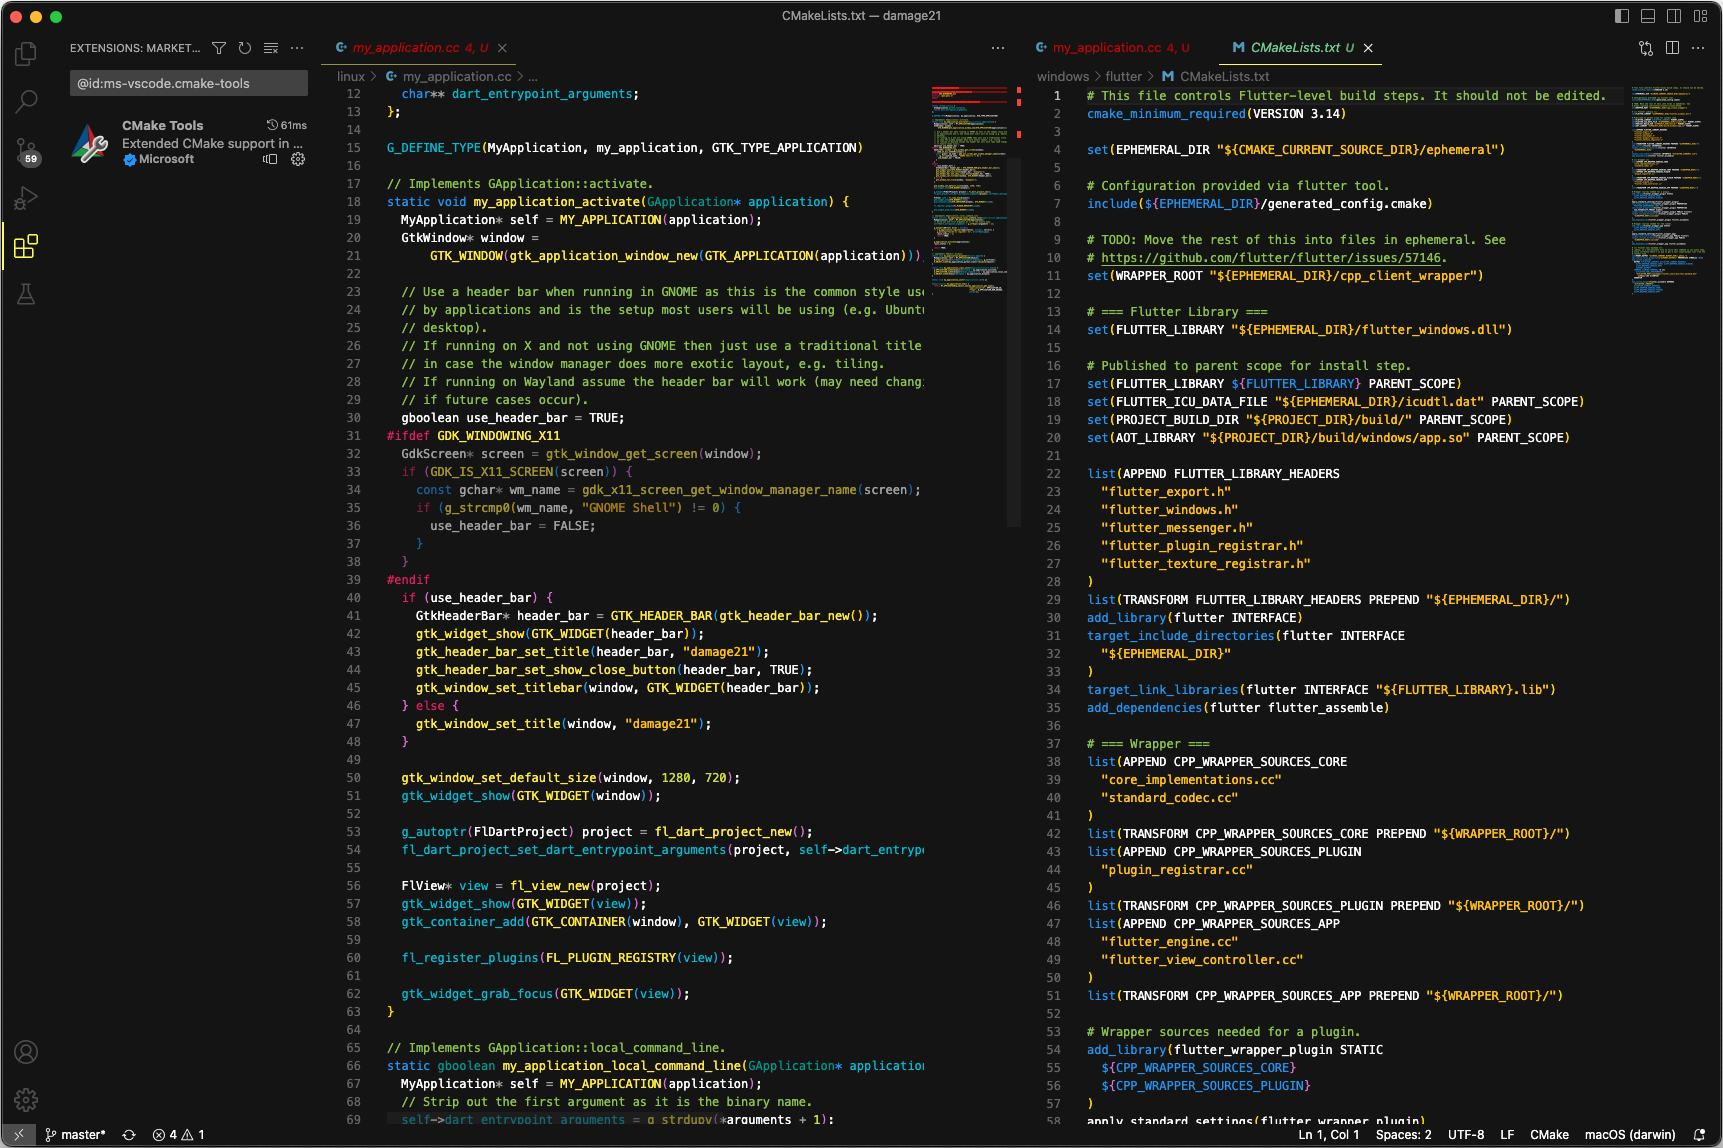 CMakeLists.txt — damage21
EXTENSIONS: MARKET...
@id:ms-vscode.cmake-tools
CMake Tools
61ms
Extended CMake support in ...
Microsoft
59
my_application.cc 4, U
linux > my_application.cc > ...
12 char** dart_entrypoint_arguments;
13 };
14
15 G_DEFINE_TYPE(MyApplication, my_application, GTK_TYPE_APPLICATION)
16
17 // Implements GApplication::activate.
18 static void my_application_activate(GApplication* application) {
19 MyApplication* self = MY_APPLICATION(application);
20 GtkWindow* window =
21 GTK_WINDOW(gtk_application_window_new(GTK_APPLICATION(application)))
22
23 // Use a header bar when running in GNOME as this is the common style use
24 // by applications and is the setup most users will be using (e.g. Ubuntu
25 // desktop).
26 // If running on X and not using GNOME then just use a traditional title
27 // in case the window manager does more exotic layout, e.g. tiling.
28 // If running on Wayland assume the header bar will work (may need changi
29 // if future cases occur).
30 gboolean use_header_bar = TRUE;
31 #ifdef GDK_WINDOWING_X11
32 GdkScreen* screen = gtk_window_get_screen(window);
33 if (GDK_IS_X11_SCREEN(screen)) {
34 const gchar* wm_name = gdk_x11_screen_get_window_manager_name(screen);
35 if (g_strcmp0(wm_name, "GNOME Shell") != 0) {
36 use_header_bar = FALSE;
37 }
38 }
39 #endif
40 if (use_header_bar) {
41 GtkHeaderBar* header_bar = GTK_HEADER_BAR(gtk_header_bar_new());
42 gtk_widget_show(GTK_WIDGET(header_bar));
43 gtk_header_bar_set_title(header_bar, "damage21");
44 gtk_header_bar_set_show_close_button(header_bar, TRUE);
45 gtk_window_set_titlebar(window, GTK_WIDGET(header_bar));
46 } else {
47 gtk_window_set_title(window, "damage21");
48 }
49
50 gtk_window_set_default_size(window, 1280, 720);
51 gtk_widget_show(GTK_WIDGET(window));
52
53 g_autoptr(FlDartProject) project = fl_dart_project_new();
54 fl_dart_project_set_dart_entrypoint_arguments(project, self->dart_entryp
55
56 FlView* view = fl_view_new(project);
57 gtk_widget_show(GTK_WIDGET(view));
58 gtk_container_add(GTK_CONTAINER(window), GTK_WIDGET(view));
59
60 fl_register_plugins(FL_PLUGIN_REGISTRY(view));
61
62 gtk_widget_grab_focus(GTK_WIDGET(view));
63 }
64
65 // Implements GApplication::local_command_line.
66 static gboolean my_application_local_command_line(GApplication* application
67 MyApplication* self = MY_APPLICATION(application);
68 // Strip out the first argument as it is the binary name.
69 self->dart_entrypoint_arguments = g_strdupv(*arguments + 1);
my_application.cc 4, U
CMakeLists.txt U
windows > flutter > CMakeLists.txt
1 # This file controls Flutter-level build steps. It should not be edited.
2 cmake_minimum_required(VERSION 3.14)
3
4 set(EPHEMERAL_DIR "${CMAKE_CURRENT_SOURCE_DIR}/ephemeral")
5
6 # Configuration provided via flutter tool.
7 include(${EPHEMERAL_DIR}/generated_config.cmake)
8
9 # TODO: Move the rest of this into files in ephemeral. See
10 # https://github.com/flutter/flutter/issues/57146.
11 set(WRAPPER_ROOT "${EPHEMERAL_DIR}/cpp_client_wrapper")
12
13 # === Flutter Library ===
14 set(FLUTTER_LIBRARY "${EPHEMERAL_DIR}/flutter_windows.dll")
15
16 # Published to parent scope for install step.
17 set(FLUTTER_LIBRARY ${FLUTTER_LIBRARY} PARENT_SCOPE)
18 set(FLUTTER_ICU_DATA_FILE "${EPHEMERAL_DIR}/icudtl.dat" PARENT_SCOPE)
19 set(PROJECT_BUILD_DIR "${PROJECT_DIR}/build/" PARENT_SCOPE)
20 set(AOT_LIBRARY "${PROJECT_DIR}/build/windows/app.so" PARENT_SCOPE)
21
22 list(APPEND FLUTTER_LIBRARY_HEADERS
23 "flutter_export.h"
24 "flutter_windows.h"
25 "flutter_messenger.h"
26 "flutter_plugin_registrar.h"
27 "flutter_texture_registrar.h"
28 )
29 list(TRANSFORM FLUTTER_LIBRARY_HEADERS PREPEND "${EPHEMERAL_DIR}/")
30 add_library(flutter INTERFACE)
31 target_include_directories(flutter INTERFACE
32 "${EPHEMERAL_DIR}"
33 )
34 target_link_libraries(flutter INTERFACE "${FLUTTER_LIBRARY}.lib")
35 add_dependencies(flutter flutter_assemble)
36
37 # === Wrapper ===
38 list(APPEND CPP_WRAPPER_SOURCES_CORE
39 "core_implementations.cc"
40 "standard_codec.cc"
41 )
42 list(TRANSFORM CPP_WRAPPER_SOURCES_CORE PREPEND "${WRAPPER_ROOT}/")
43 list(APPEND CPP_WRAPPER_SOURCES_PLUGIN
44 "plugin_registrar.cc"
45 )
46 list(TRANSFORM CPP_WRAPPER_SOURCES_PLUGIN PREPEND "${WRAPPER_ROOT}/")
47 list(APPEND CPP_WRAPPER_SOURCES_APP
48 "flutter_engine.cc"
49 "flutter_view_controller.cc"
50 )
51 list(TRANSFORM CPP_WRAPPER_SOURCES_APP PREPEND "${WRAPPER_ROOT}/")
52
53 # Wrapper sources needed for a plugin.
54 add_library(flutter_wrapper_plugin STATIC
55 ${CPP_WRAPPER_SOURCES_CORE}
56 ${CPP_WRAPPER_SOURCES_PLUGIN}
57 )
58 apply_standard_settings(flutter_wrapper_plugin)
master* 4 1
Ln 1, Col 1 Spaces: 2 UTF-8 LF CMake macOS (darwin)